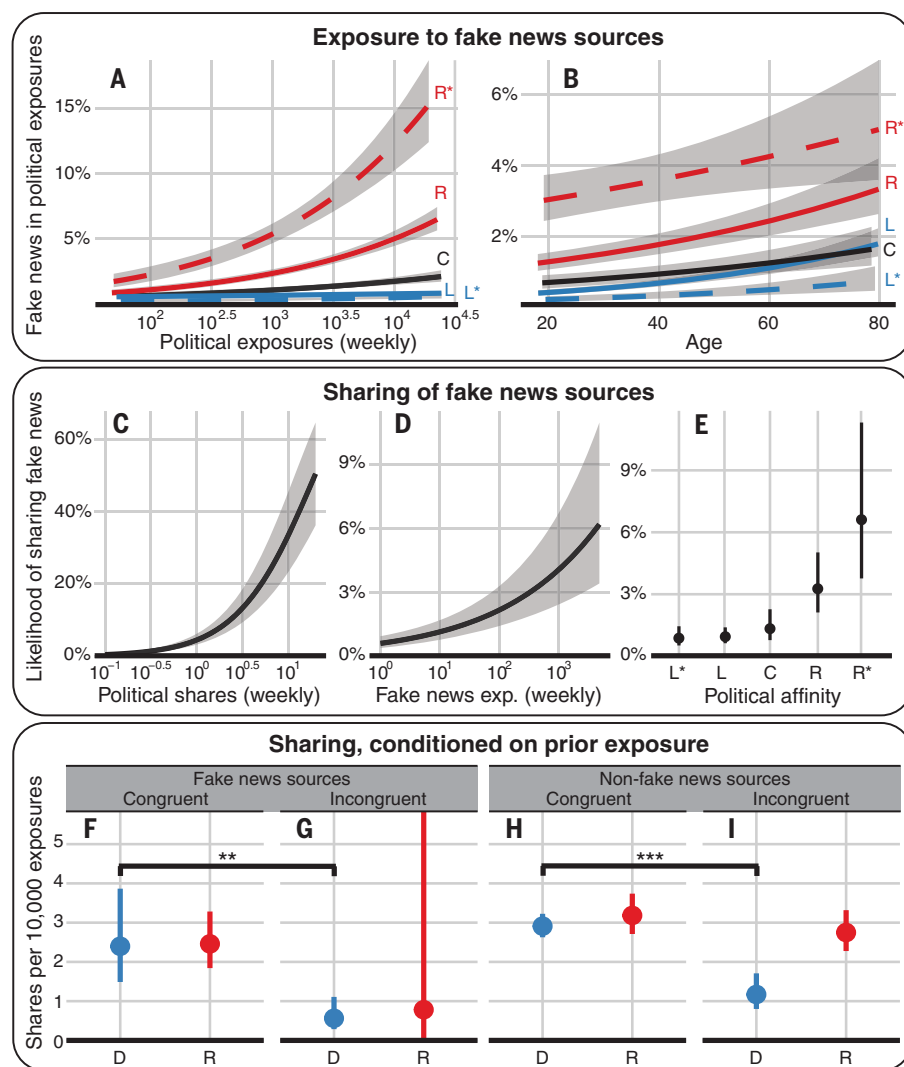 Exposure to fake news sources
Fake news in political exposures
A
15%
10%
5%
R*
R
C
L L*
10^2 10^2.5 10^3 10^3.5 10^4 10^4.5
Political exposures (weekly)
B
6%
4%
2%
R*
R
L
C
L*
20 40 60 80
Age
Sharing of fake news sources
Likelihood of sharing fake news
C
60%
40%
20%
0%
10^−1 10^−0.5 10^0 10^0.5 10^1
Political shares (weekly)
D
9%
6%
3%
0%
10^0 10^1 10^2 10^3
Fake news exp. (weekly)
E
9%
6%
3%
0%
L* L C R R*
Political affinity
Sharing, conditioned on prior exposure
Fake news sources Non-fake news sources
Congruent Incongruent Congruent Incongruent
Shares per 10,000 exposures
F G H I
5
4
3
2
1
0
** ***
D R D R D R D R